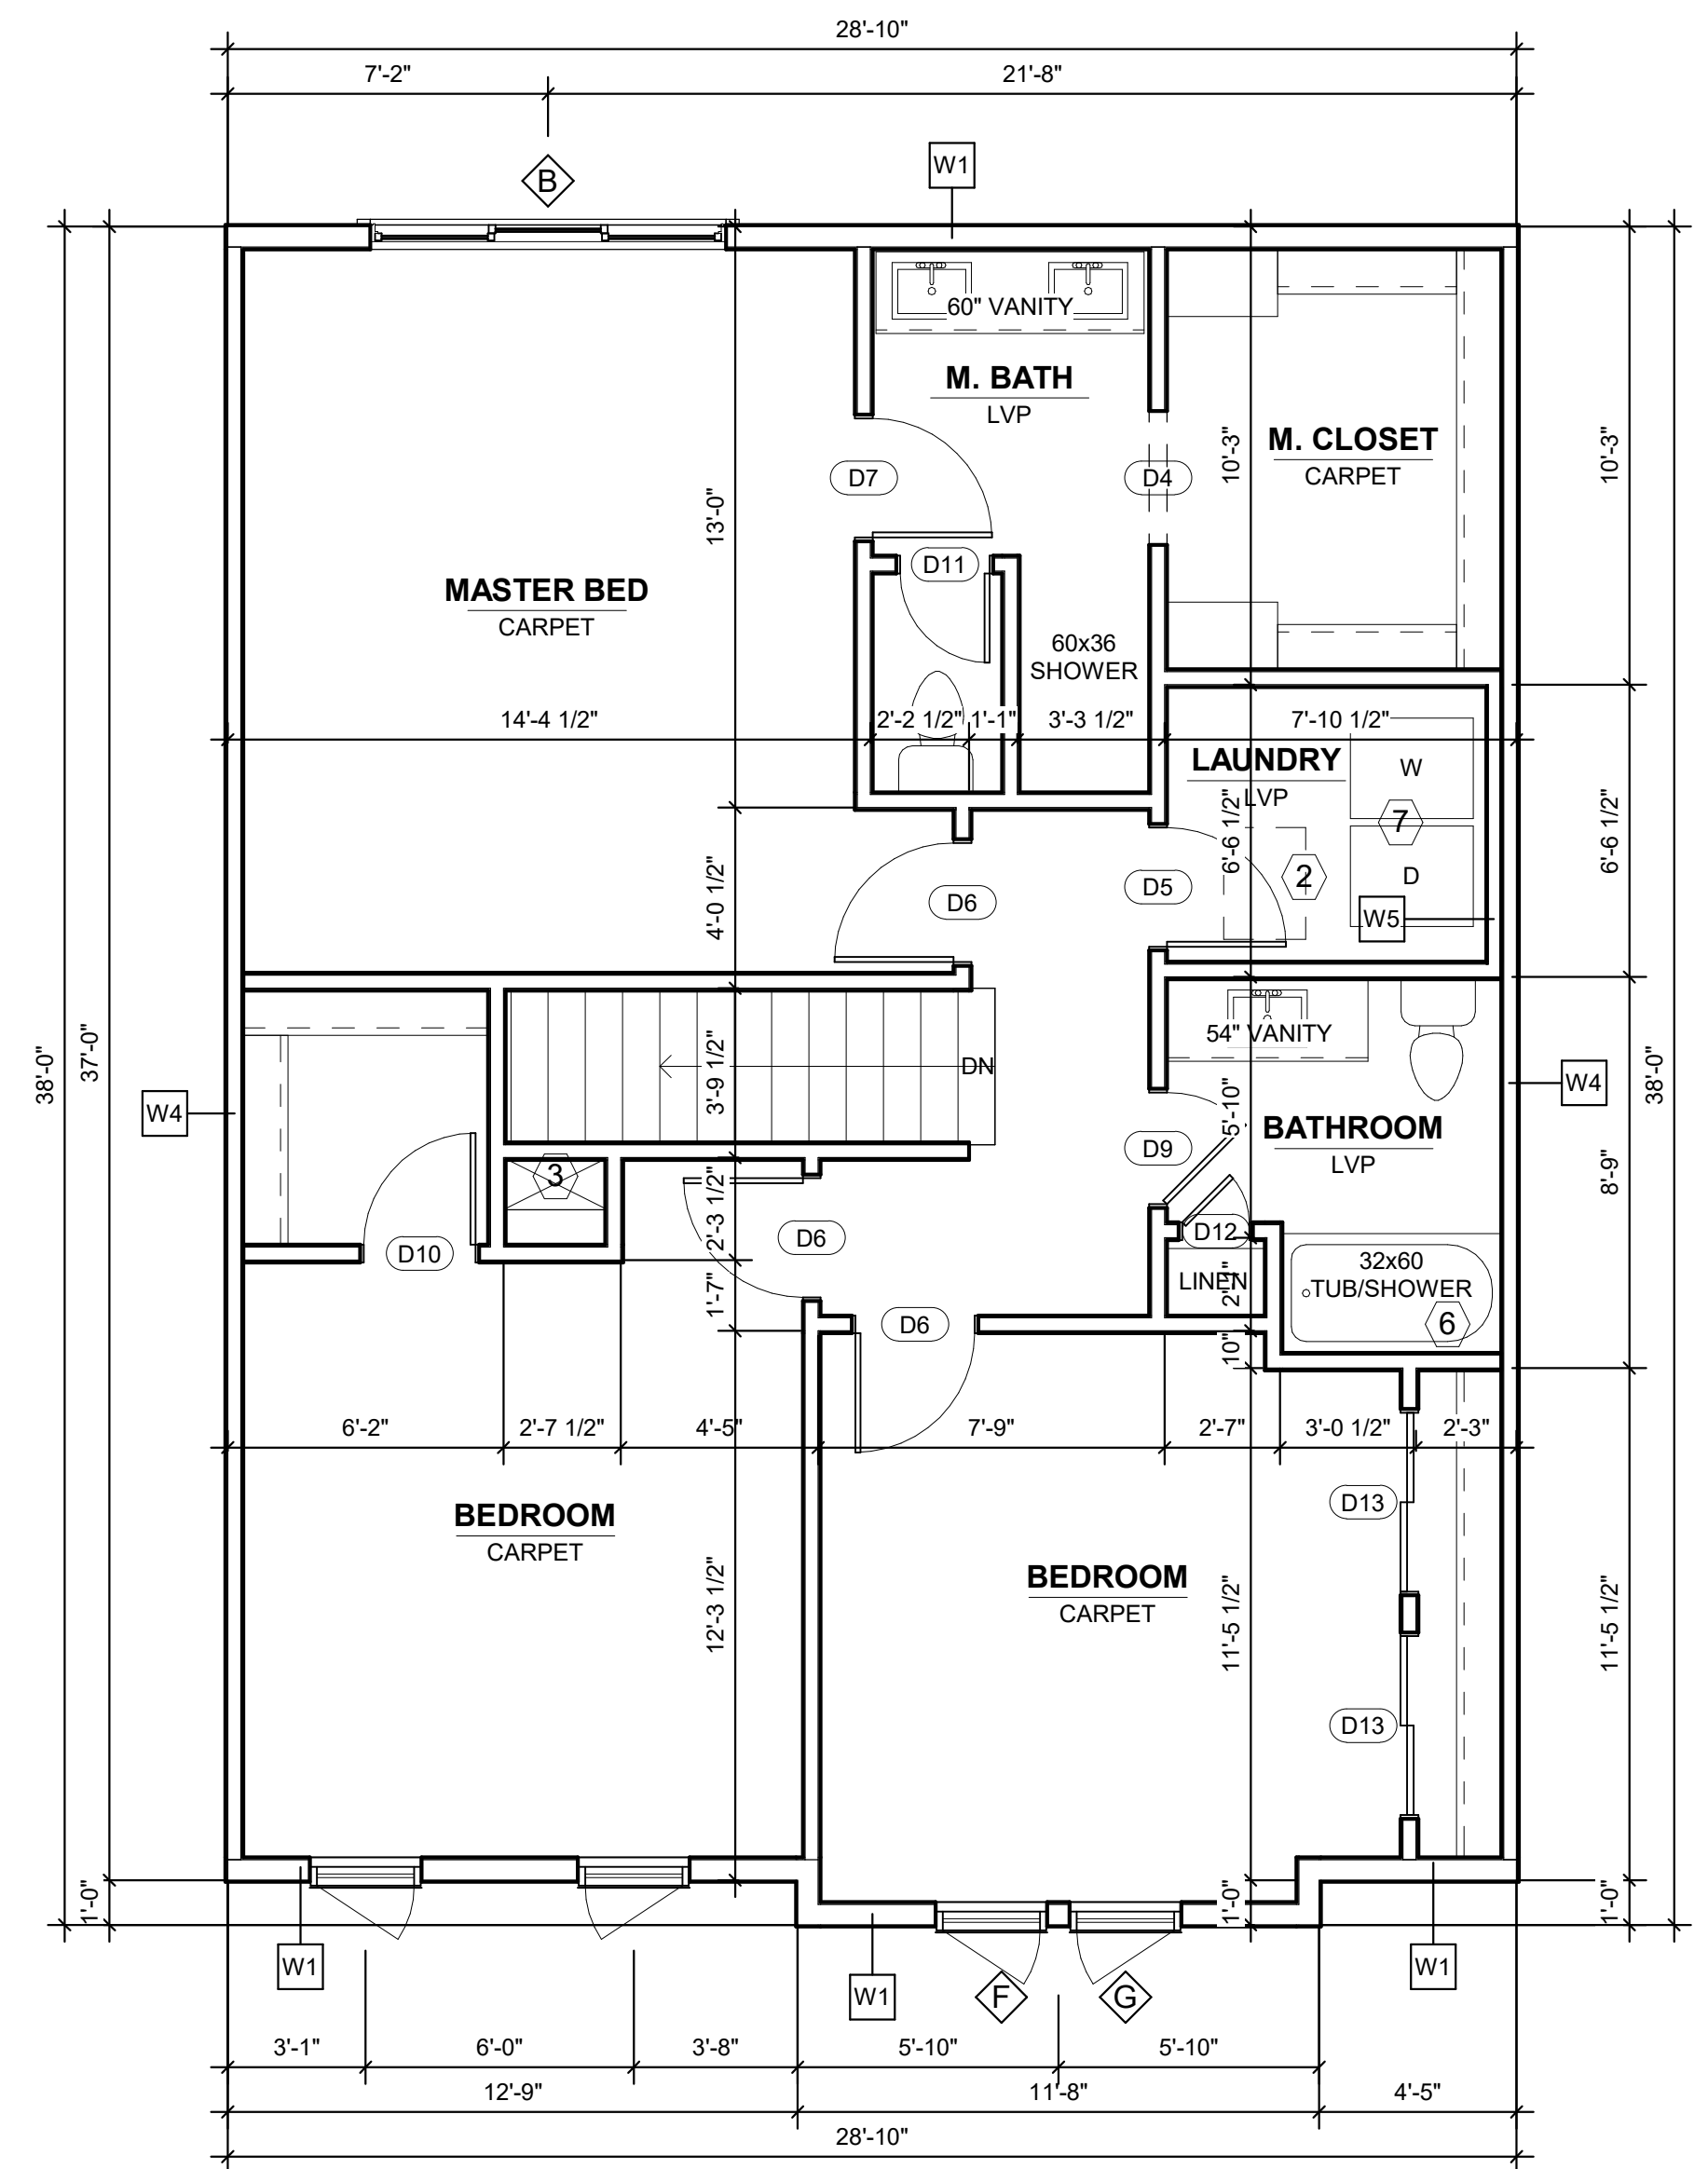 28'-10"
7'-2"
21'-8"
B
W1
60" VANITY
M. BATH
LVP
M. CLOSET
CARPET
10'-3"
10'-3"
D7
D4
13'-0"
D11
MASTER BED
CARPET
60x36
SHOWER
14'-4 1/2"
2'-2 1/2"
1'-1"
3'-3 1/2"
7'-10 1/2"
LAUNDRY
LVP
W
7
6'-6 1/2"
6'-6 1/2"
D
2
D5
D6
W5
4'-0 1/2"
38'-0"
37'-0"
54" VANITY
DN
3'-9 1/2"
W4
W4
38'-0"
5'-10"
BATHROOM
LVP
D9
8'-9"
3
2'-3 1/2"
D6
D10
D12
LINEN
2'-1"
32x60
TUB/SHOWER
6
1'-7"
D6
10"
6'-2"
2'-7 1/2"
4'-5"
7'-9"
2'-7"
3'-0 1/2"
2'-3"
D13
BEDROOM
CARPET
BEDROOM
CARPET
12'-3 1/2"
11'-5 1/2"
11'-5 1/2"
D13
1'-0"
1'-0"
1'-0"
W1
W1
F
G
W1
3'-1"
6'-0"
3'-8"
5'-10"
5'-10"
12'-9"
11'-8"
4'-5"
28'-10"